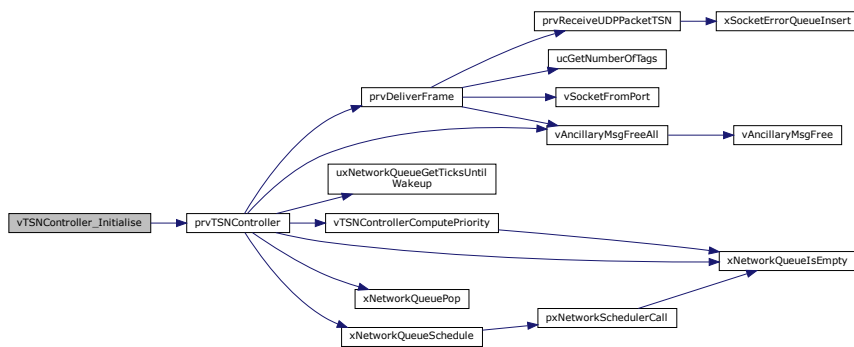 prvReceiveUDPPacketTSN
xSocketErrorQueueInsert
ucGetNumberOfTags
prvDeliverFrame
vSocketFromPort
vAncillaryMsgFreeAll
vAncillaryMsgFree
uxNetworkQueueGetTicksUntil
Wakeup
vTSNController_Initialise
prvTSNController
vTSNControllerComputePriority
xNetworkQueueIsEmpty
xNetworkQueuePop
pxNetworkSchedulerCall
xNetworkQueueSchedule